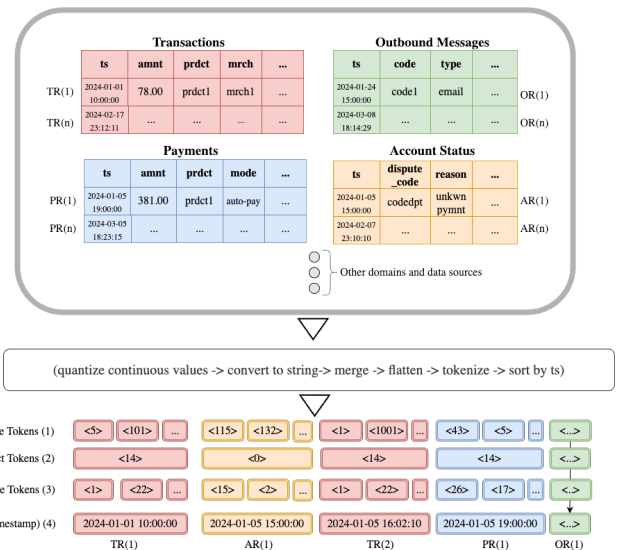 Transactions
ts amnt prdct mrch ...
TR(1) 2024-01-01 10:00:00 78.00 prdct1 mrch1 ...
TR(n) 2024-02-17 23:12:11 ... ... ... ...
Outbound Messages
ts code type ...
2024-01-24 15:00:00 code1 email ... OR(1)
2024-03-08 18:14:29 ... ... ... OR(n)
Payments
ts amnt prdct mode ...
PR(1) 2024-01-05 19:00:00 381.00 prdct1 auto-pay ...
PR(n) 2024-03-05 18:23:15 ... ... ... ...
Account Status
ts dispute_code reason ...
2024-01-05 15:00:00 codedpt unkwn pymnt ... AR(1)
2024-02-07 23:10:10 ... ... ... AR(n)
Other domains and data sources
(quantize continuous values -> convert to string-> merge -> flatten -> tokenize -> sort by ts)
e Tokens (1) <5> <101> ... <115> <132> ... <1> <1001> ... <43> <5> ... <...>
ct Tokens (2) <14> <0> <14> <14> <...>
e Tokens (3) <1> <22> ... <15> <2> ... <1> <22> ... <26> <17> ... <...>
nestamp) (4) 2024-01-01 10:00:00 2024-01-05 15:00:00 2024-01-05 16:02:10 2024-01-05 19:00:00 <...>
TR(1) AR(1) TR(2) PR(1) OR(1)